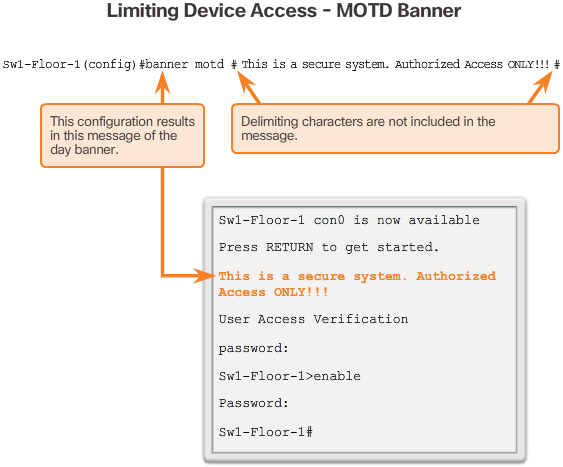 Limiting Device Access - MOTD Banner
Sw1-Floor-1(config)#banner motd # This is a secure system. Authorized Access ONLY!!! #
This configuration results
in this message of the
day banner.
Delimiting characters are not included in the
message.
Sw1-Floor-1 con0 is now available
Press RETURN to get started.
This is a secure system. Authorized
Access ONLY!!!
User Access Verification
password:
Sw1-Floor-1>enable
Password:
Sw1-Floor-1#